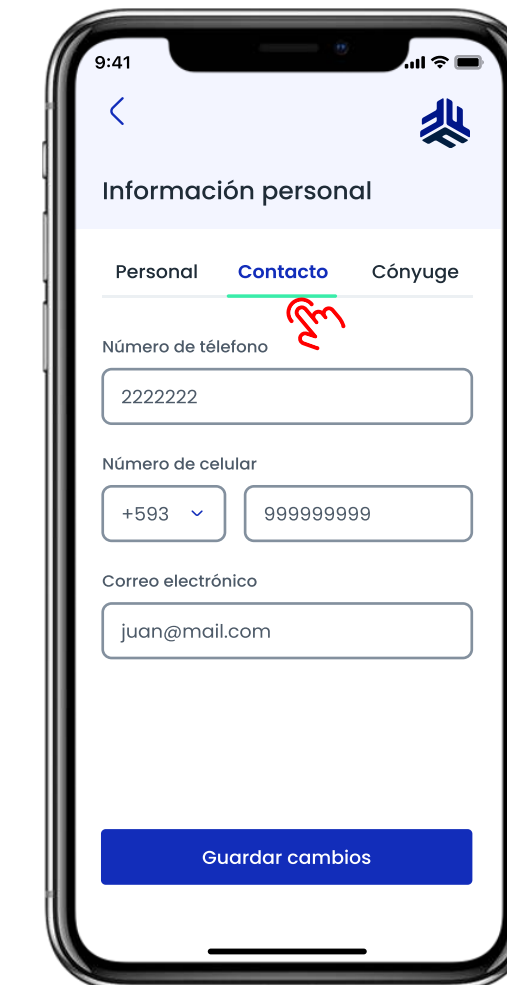 9:41
Información personal
Personal Contacto Cónyuge
Número de télefono
2222222
Número de celular
+593 999999999
Correo electrónico
juan@mail.com
Guardar cambios